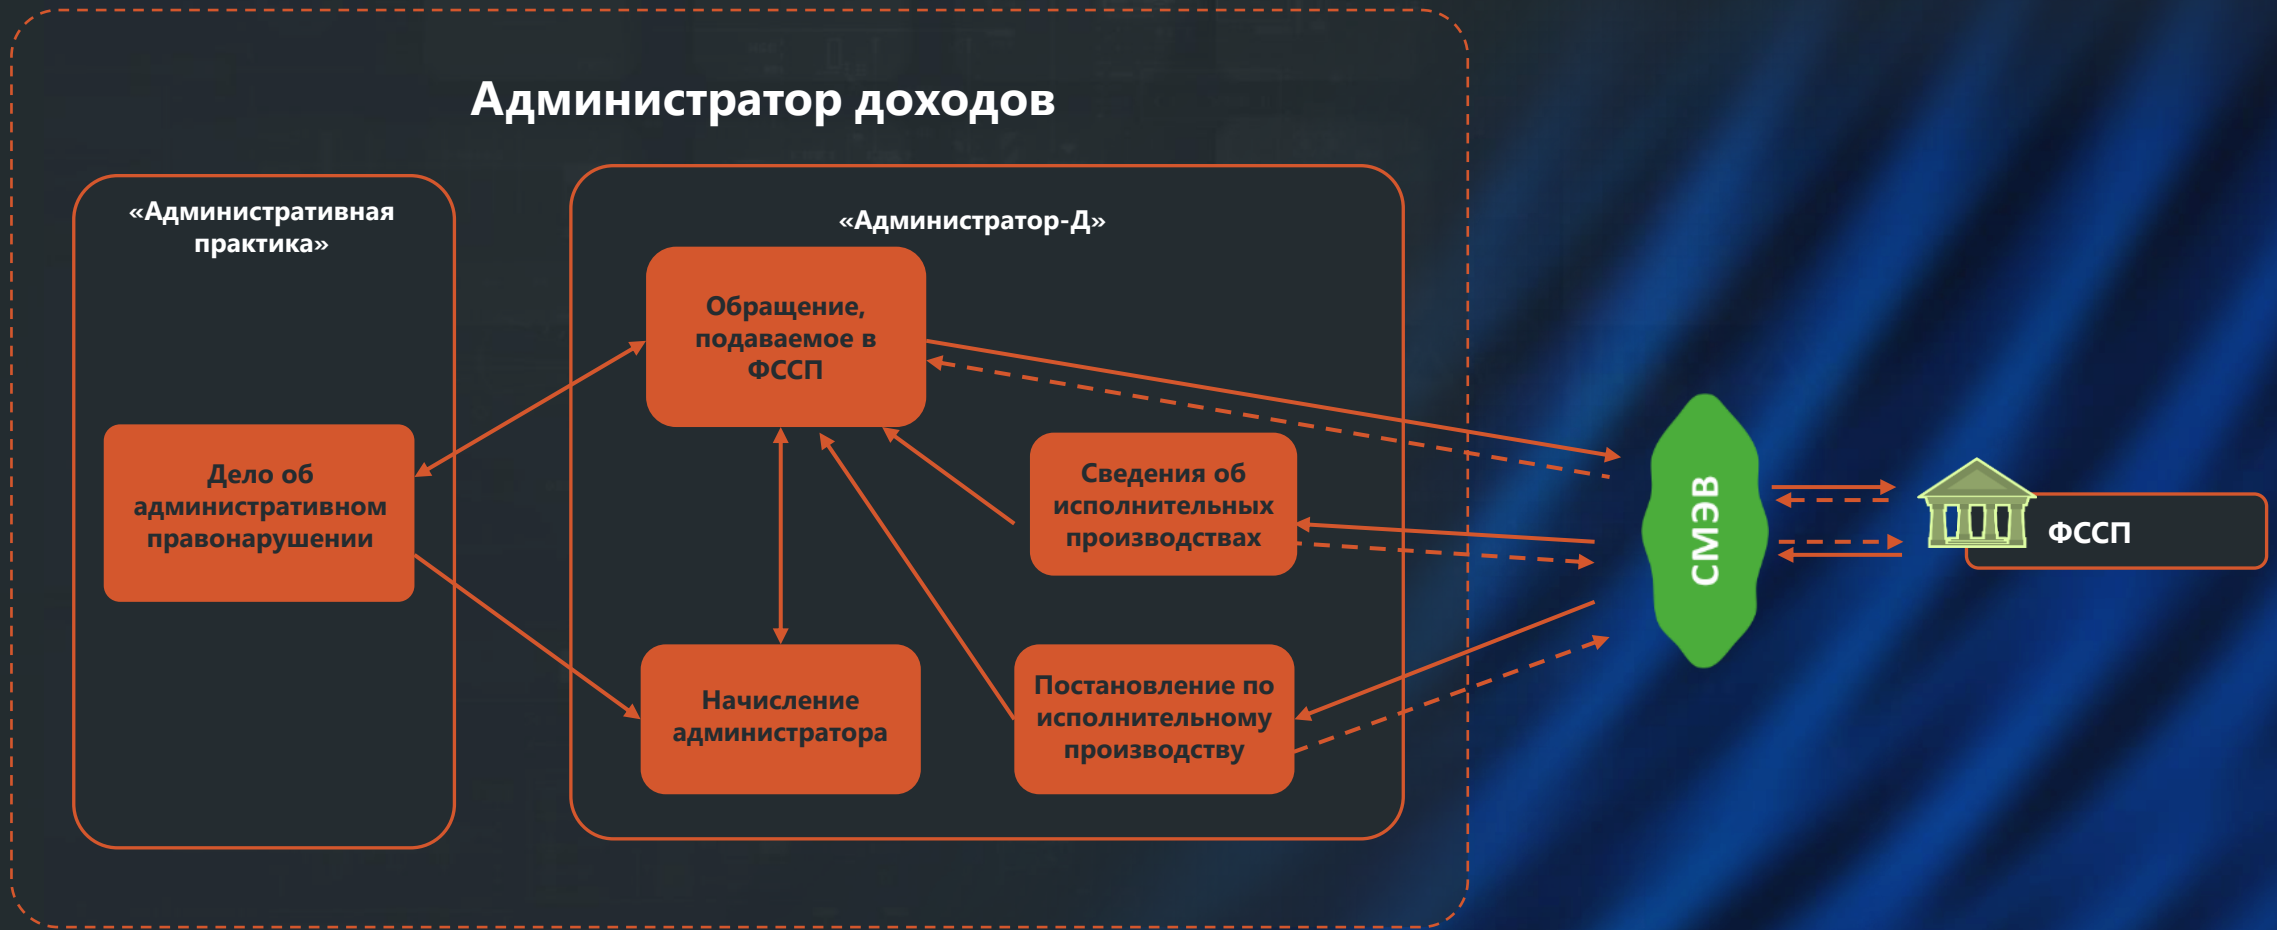 Администратор доходов
«Административная
практика»
Дело об
административном
правонарушении
«Администратор-Д»
Обращение,
подаваемое в
ФССП
Сведения об
исполнительных
производствах
Начисление
администратора
Постановление по
исполнительному
производству
СМЭВ
ФССП